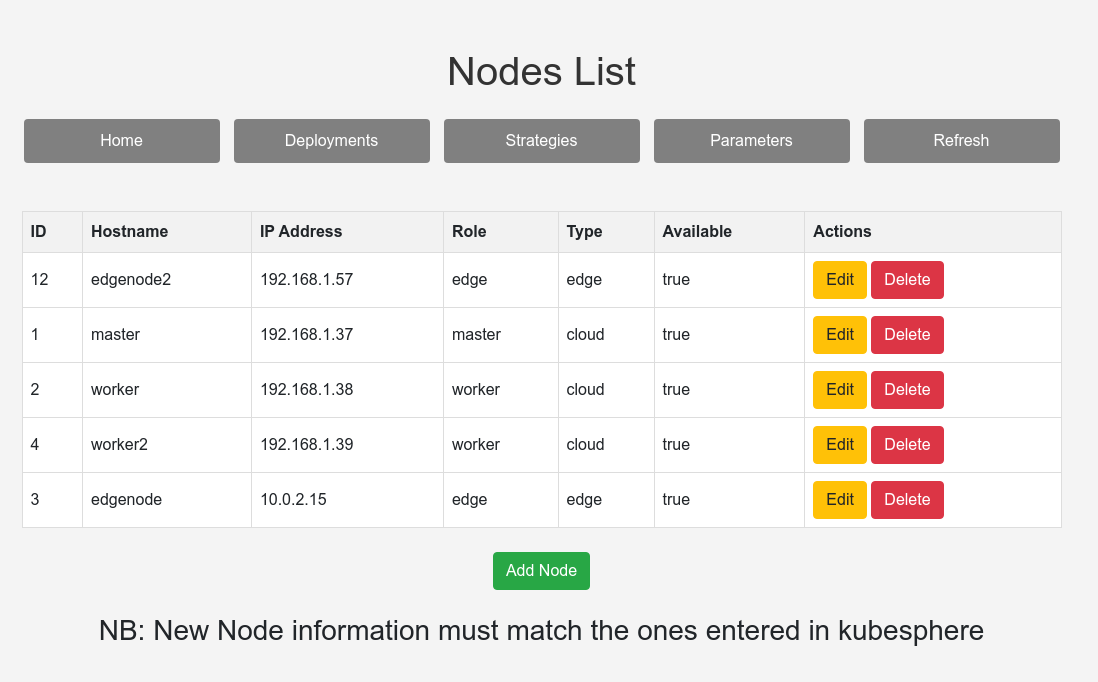 Nodes List
Home Deployments Strategies Parameters Refresh
ID Hostname IP Address Role Type Available Actions
12 edgenode2 192.168.1.57 edge edge true Edit Delete
1 master 192.168.1.37 master cloud true Edit Delete
2 worker 192.168.1.38 worker cloud true Edit Delete
4 worker2 192.168.1.39 worker cloud true Edit Delete
3 edgenode 10.0.2.15 edge edge true Edit Delete
Add Node
NB: New Node information must match the ones entered in kubesphere